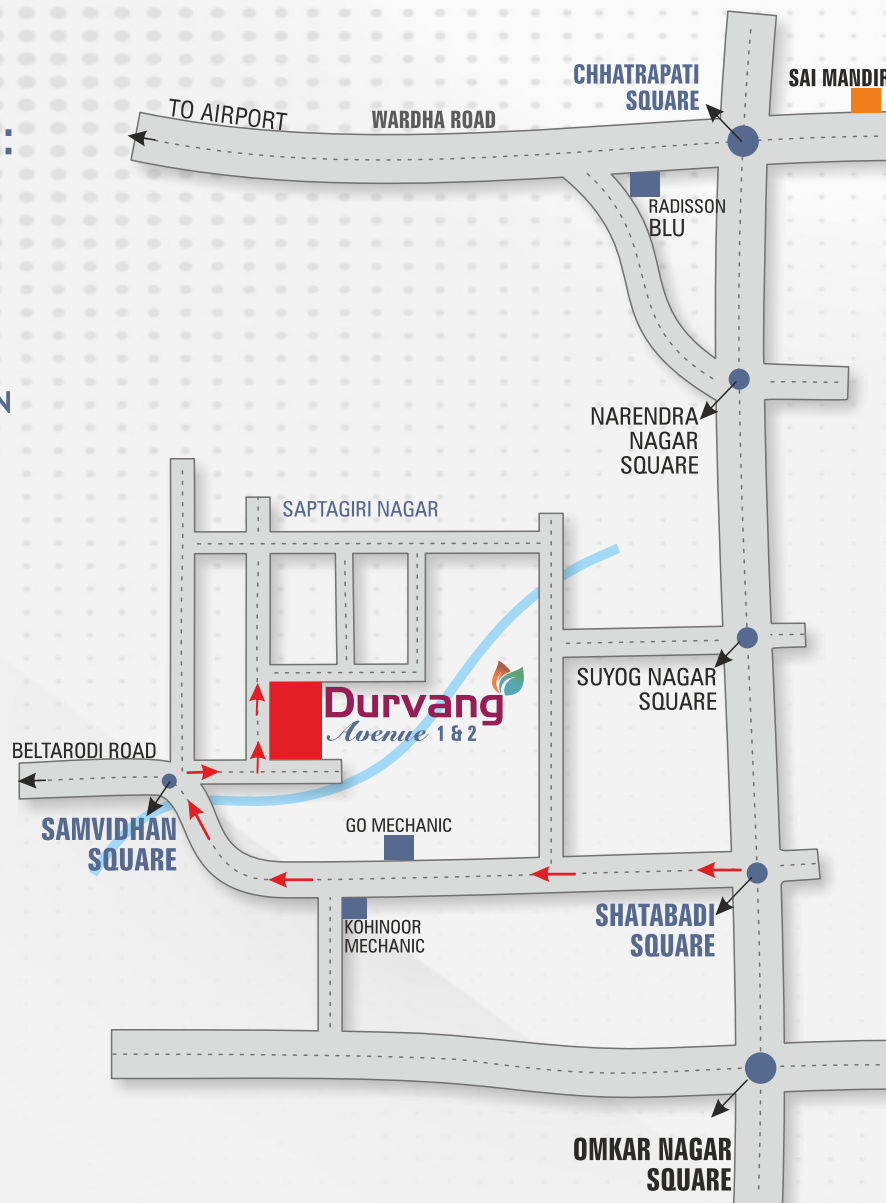 CHHATRAPATI
SQUARE
SAI MANDIR
TO AIRPORT
WARDHA ROAD
:
RADISSON
BLU
N
NARENDRA
NAGAR
SQUARE
SAPTAGIRI NAGAR
SUYOG NAGAR
SQUARE
Durvang
Avenue 1 & 2
BELTARODI ROAD
SAMVIDHAN
SQUARE
GO MECHANIC
SHATABADI
SQUARE
KOHINOOR
MECHANIC
OMKAR NAGAR
SQUARE